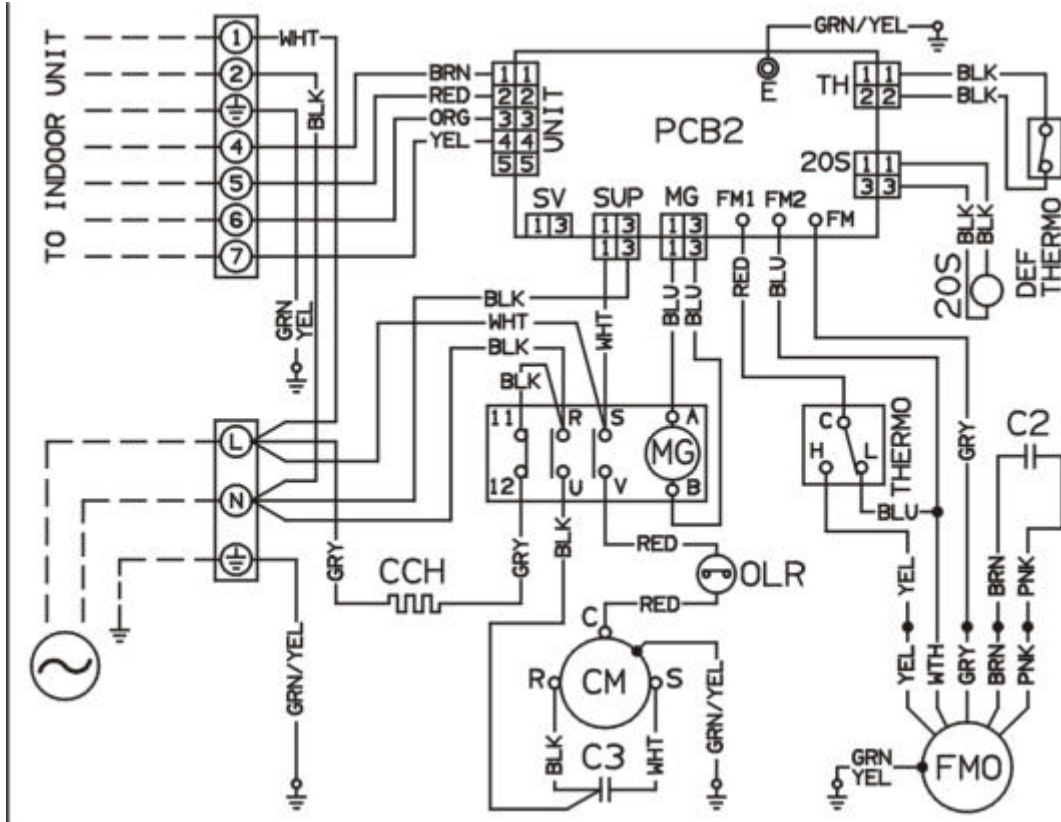 TO INDOOR UNIT
1
2
4
5
6
7
WHT
BLK
GRN
YEL
BRN
RED
ORG
YEL
1 1
2 2
3 3
4 4
5 5
UNIT
PCB2
E
GRN/YEL
TH
1 1
2 2
BLK
BLK
20S
1 1
3 3
BLK
BLK
20S
DEF
THERMO
SV
1 3
SUP
1 3
1 3
MG
1 3
1 3
FM1
FM2
FM
BLK
WHT
BLK
WHT
BLU
BLU
RED
BLU
GRY
BLK
11
R
S
A
MG
12
U
V
B
C
H
L
THERMO
BLU
C2
L
N
GRY
CCH
GRY
BLK
RED
OLR
RED
GRN/YEL
C
R
CM
S
GRN/YEL
BLK
C3
WHT
YEL
BRN
PNK
YEL
WTH
GRY
BRN
PNK
GRN
YEL
FMO